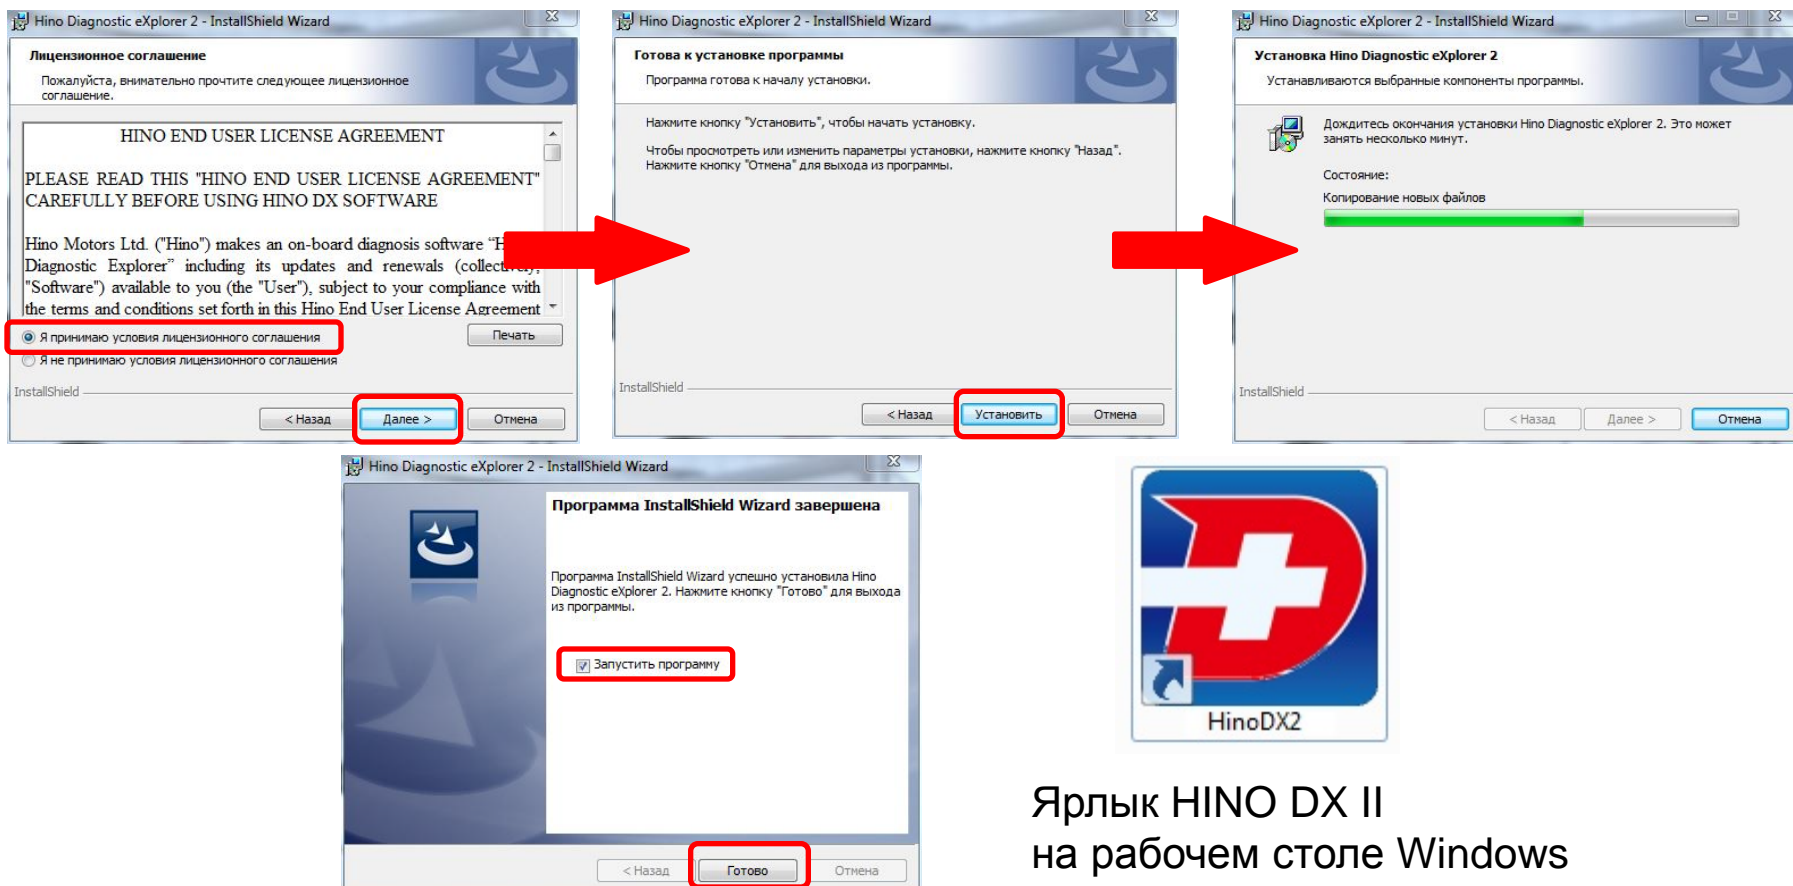 Hino Diagnostic eXplorer 2 - InstallShield Wizard
Лицензионное соглашение
Пожалуйста, внимательно прочтите следующее лицензионное
соглашение.
HINO END USER LICENSE AGREEMENT
PLEASE READ THIS "HINO END USER LICENSE AGREEMENT"
CAREFULLY BEFORE USING HINO DX SOFTWARE
Hino Motors Ltd. ("Hino") makes an on-board diagnosis software
Diagnostic Explorer” including its updates and renewals
"Software") available to you (the "User"), subject to your compliance with
the terms and conditions set forth in this Hino End User License Agreement
Я принимаю условия лицензионного соглашения
Печать
Я не принимаю условия лицензионного соглашения
InstallShield
< Назад
Далее >
Отмена
Hino Diagnostic eXplorer 2 - InstallShield Wizard
Готова к установке программы
Программа готова к началу установки.
Нажмите кнопку "Установить", чтобы начать установку.
Чтобы просмотреть или изменить параметры установки, нажмите кнопку "Назад".
Нажмите кнопку "Отмена" для выхода из программы.
InstallShield
< Назад
Установить
Отмена
Hino Diagnostic eXplorer 2 - InstallShield Wizard
Установка Hino Diagnostic eXplorer 2
Устанавливаются выбранные компоненты программы.
Дождитесь окончания установки Hino Diagnostic eXplorer 2. Это может
занять несколько минут.
Состояние:
Копирование новых файлов
InstallShield
< Назад
Далее >
Отмена
Hino Diagnostic eXplorer 2 - InstallShield Wizard
Программа InstallShield Wizard завершена
Программа InstallShield Wizard успешно установила Hino
Diagnostic eXplorer 2. Нажмите кнопку "Готово" для выхода
из программы.
Запустить программу
< Назад
Готово
Отмена
HinoDX2
Ярлык HINO DX II
на рабочем столе Windows